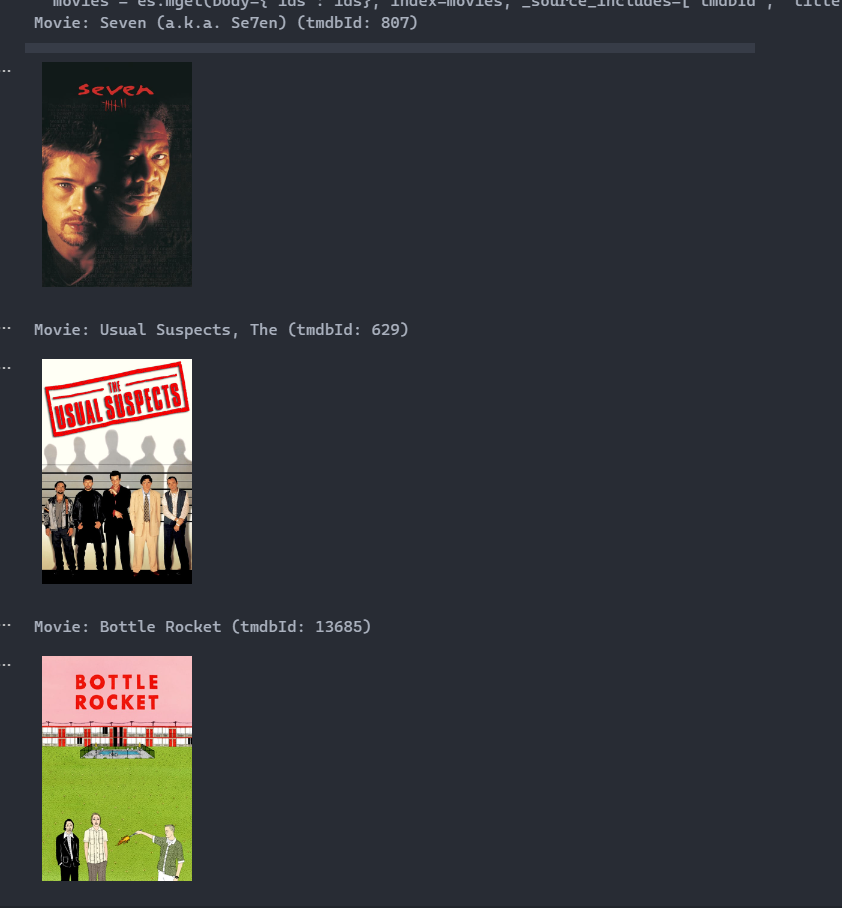 movies = es.mget(body={"ids": ids}, index=movies, _source_includes=["tmdbId", "title
Movie: Seven (a.k.a. Se7en) (tmdbId: 807)
...
seven
...
Movie: Usual Suspects, The (tmdbId: 629)
...
THE
USUAL SUSPECTS
...
Movie: Bottle Rocket (tmdbId: 13685)
...
BOTTLE
ROCKET